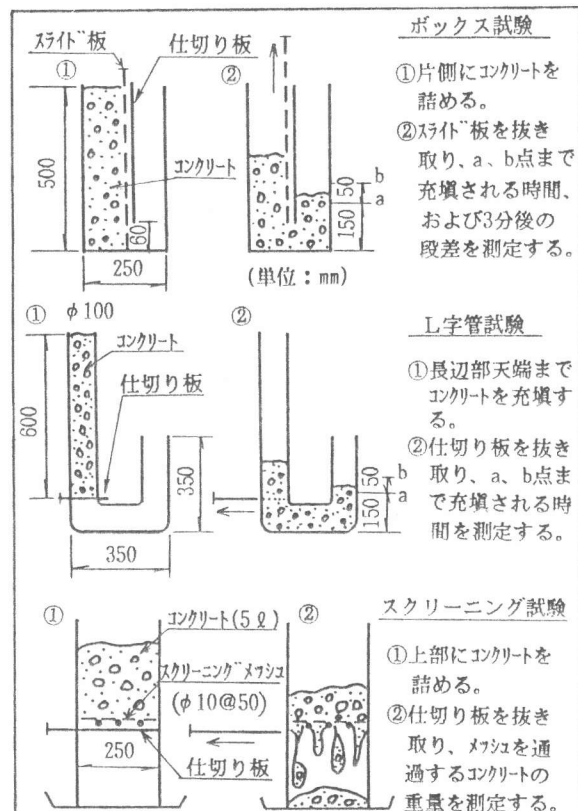 ボックス試験
スライド板
仕切り板
①
②
コンクリート
500
60
250
50
150
b
a
(単位：mm)
①片側にコンクリートを
詰める。
②スライド板を抜き
取り、a、b点まで
充填される時間、
および3分後の
段差を測定する。
L字管試験
①
φ100
②
コンクリート
仕切り板
600
350
350
50
150
b
a
①長辺部天端まで
コンクリートを充填す
る。
②仕切り板を抜き
取り、a、b点ま
で充填される時
間を測定する。
スクリーニング試験
①
②
コンクリート(5ℓ)
スクリーニングメッシュ
(φ10@50)
250
仕切り板
①上部にコンクリートを
詰める。
②仕切り板を抜き
取り、メッシュを通
過するコンクリートの
重量を測定する。